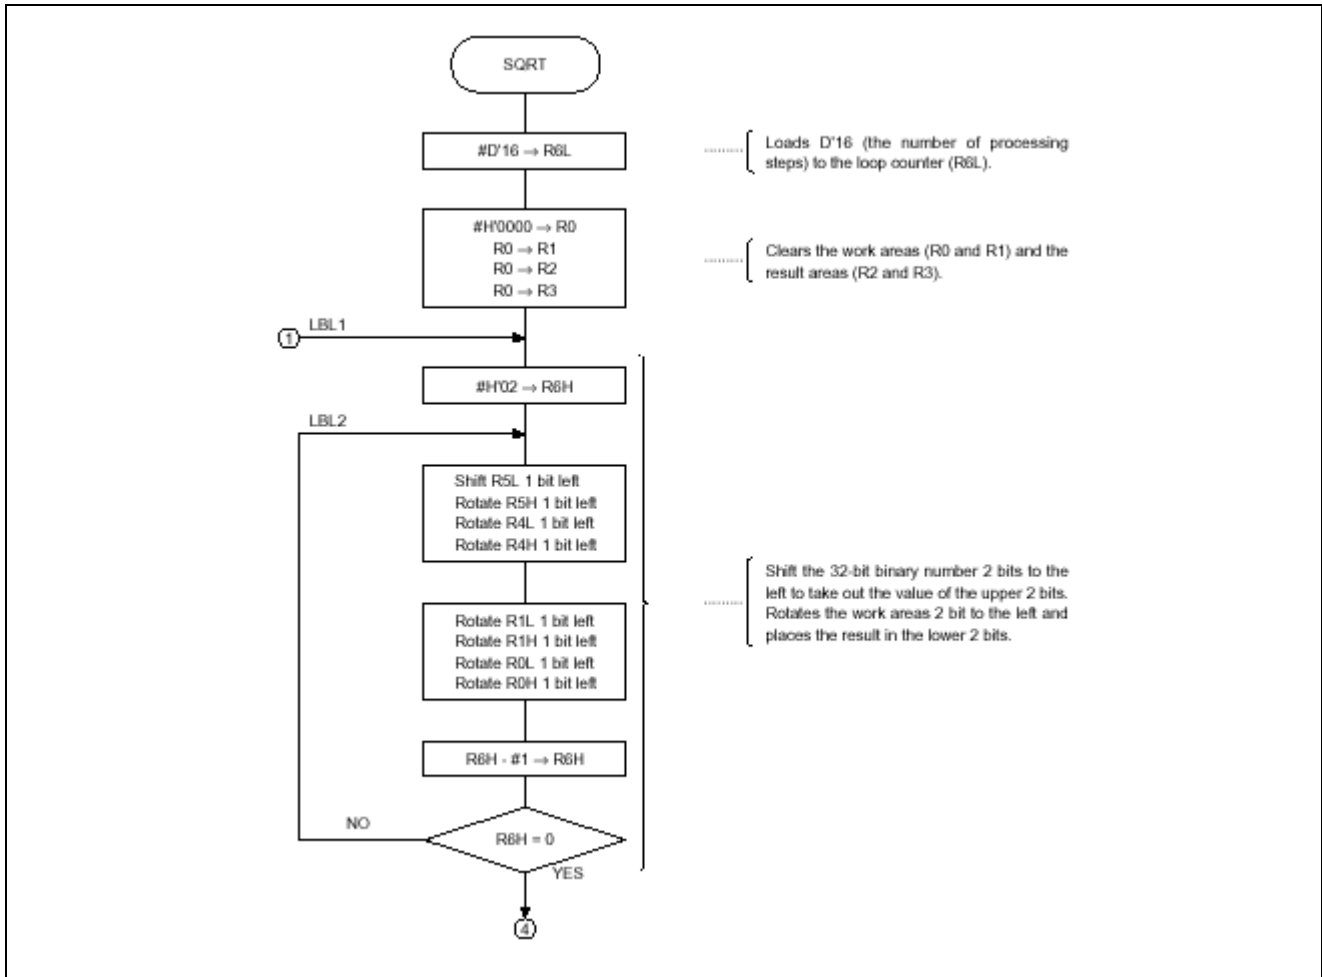 SQRT
#D'16 → R6L
Loads D'16 (the number of processing
steps) to the loop counter (R6L).
#H'0000 → R0
R0 → R1
R0 → R2
R0 → R3
Clears the work areas (R0 and R1) and the
result areas (R2 and R3).
1
LBL1
#H'02 → R6H
LBL2
Shift R5L 1 bit left
Rotate R5H 1 bit left
Rotate R4L 1 bit left
Rotate R4H 1 bit left
Shift the 32-bit binary number 2 bits to the
left to take out the value of the upper 2 bits.
Rotates the work areas 2 bit to the left and
places the result in the lower 2 bits.
Rotate R1L 1 bit left
Rotate R1H 1 bit left
Rotate R0L 1 bit left
Rotate R0H 1 bit left
R6H - #1 → R6H
NO
R6H = 0
YES
4